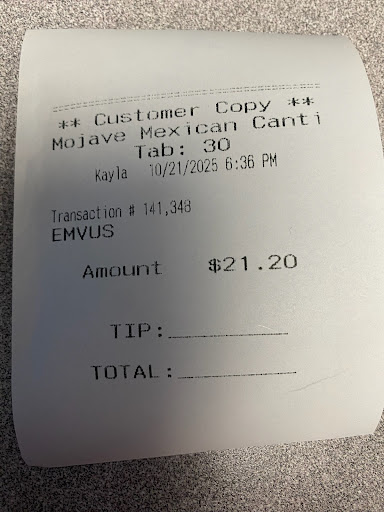 ** Customer Copy **
Mojave Mexican Canti
Tab: 30
Kayla 10/21/2025 6:36 PM
Transaction # 141,348
EMVUS
Amount $21.20
TIP:
TOTAL: